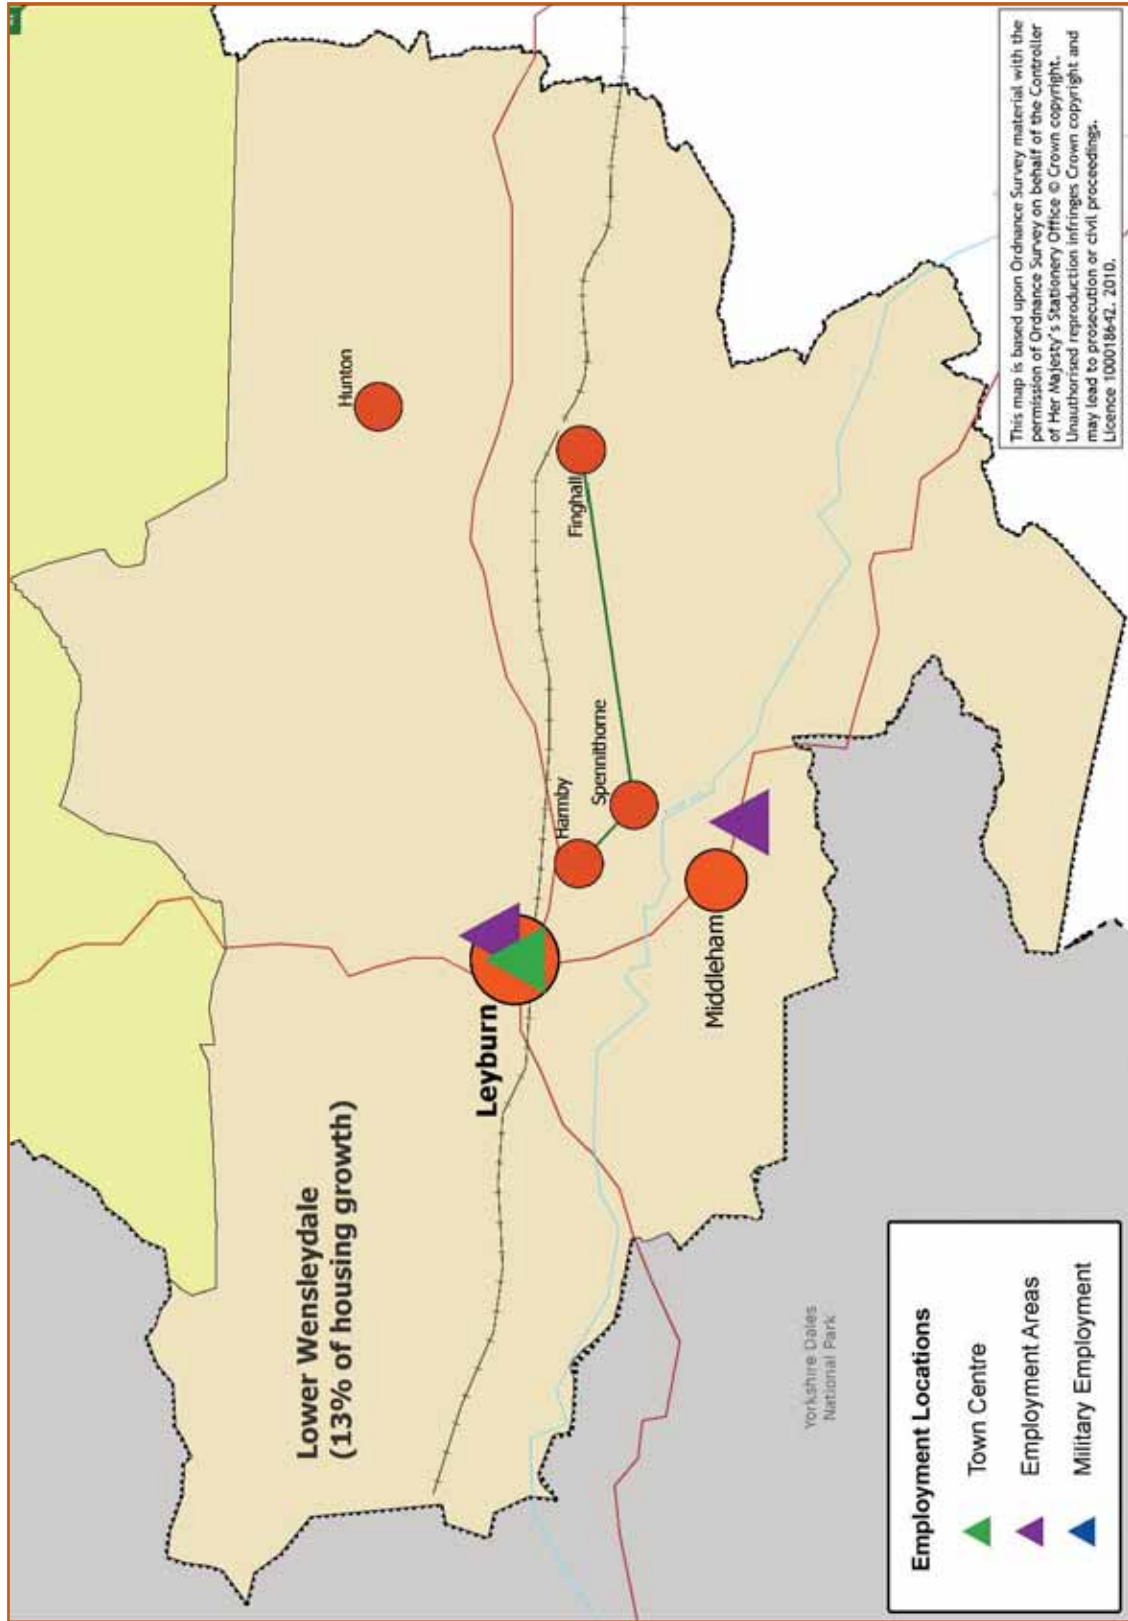 Lower Wensleydale
(13% of housing growth)
Leyburn
Harmby
Spennithorne
Finghall
Hunton
Middleham
Yorkshire Dales
National Park
Employment Locations
Town Centre
Employment Areas
Military Employment
This map is based upon Ordnance Survey material with the
permission of Ordnance Survey on behalf of the Controller
of Her Majesty's Stationery Office © Crown copyright.
Unauthorised reproduction infringes Crown copyright and
may lead to prosecution or civil proceedings.
Licence 100018642. 2010.